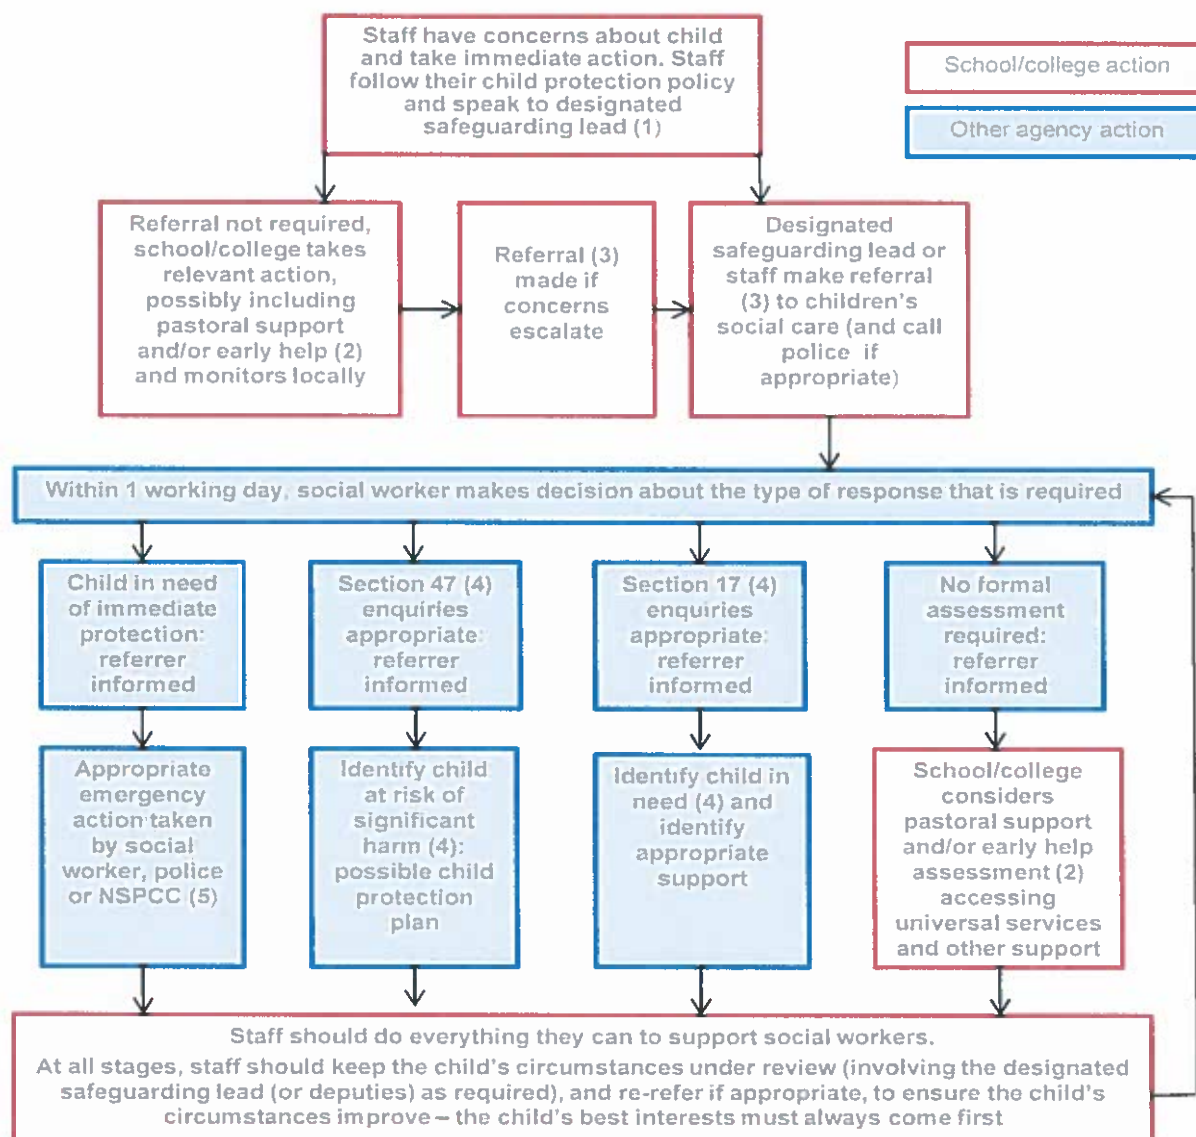 Staff have concerns about child
and take immediate action. Staff
follow their child protection policy
and speak to designated
safeguarding lead (1)
School/college action
Other agency action
Referral not required,
school/college takes
relevant action,
possibly including
pastoral support
and/or early help (2)
and monitors locally
Referral (3)
made if
concerns
escalate
Designated
safeguarding lead or
staff make referral
(3) to children's
social care (and call
police if
appropriate)
Within 1 working day, social worker makes decision about the type of response that is required
Child in need
of immediate
protection:
referrer
informed
Section 47 (4)
enquiries
appropriate:
referrer
informed
Section 17 (4)
enquiries
appropriate:
referrer
informed
No formal
assessment
required:
referrer
informed
Appropriate
emergency
action taken
by social
worker, police
or NSPCC (5)
Identify child
at risk of
significant
harm (4):
possible child
protection
plan
Identify child in
need (4) and
identify
appropriate
support
School/college
considers
pastoral support
and/or early help
assessment (2)
accessing
universal services
and other support
Staff should do everything they can to support social workers.
At all stages, staff should keep the child's circumstances under review (involving the designated
safeguarding lead (or deputies) as required), and re-refer if appropriate, to ensure the child's
circumstances improve – the child's best interests must always come first